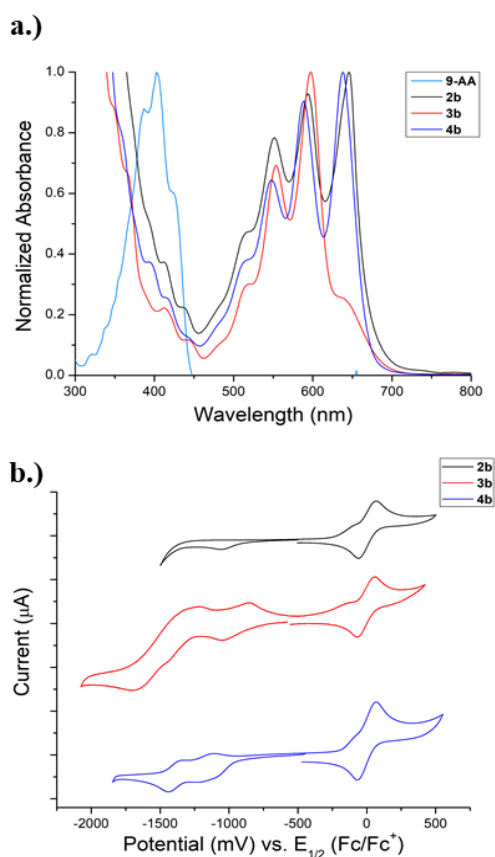 a.)
9-AA
2b
3b
4b
1.0
0.8
0.6
0.4
0.2
0.0
Normalized Absorbance
300 400 500 600 700 800
Wavelength (nm)
b.)
2b
3b
4b
Current (µA)
-2000 -1500 -1000 -500 0 500
Potential (mV) vs. E1/2 (Fc/Fc+)